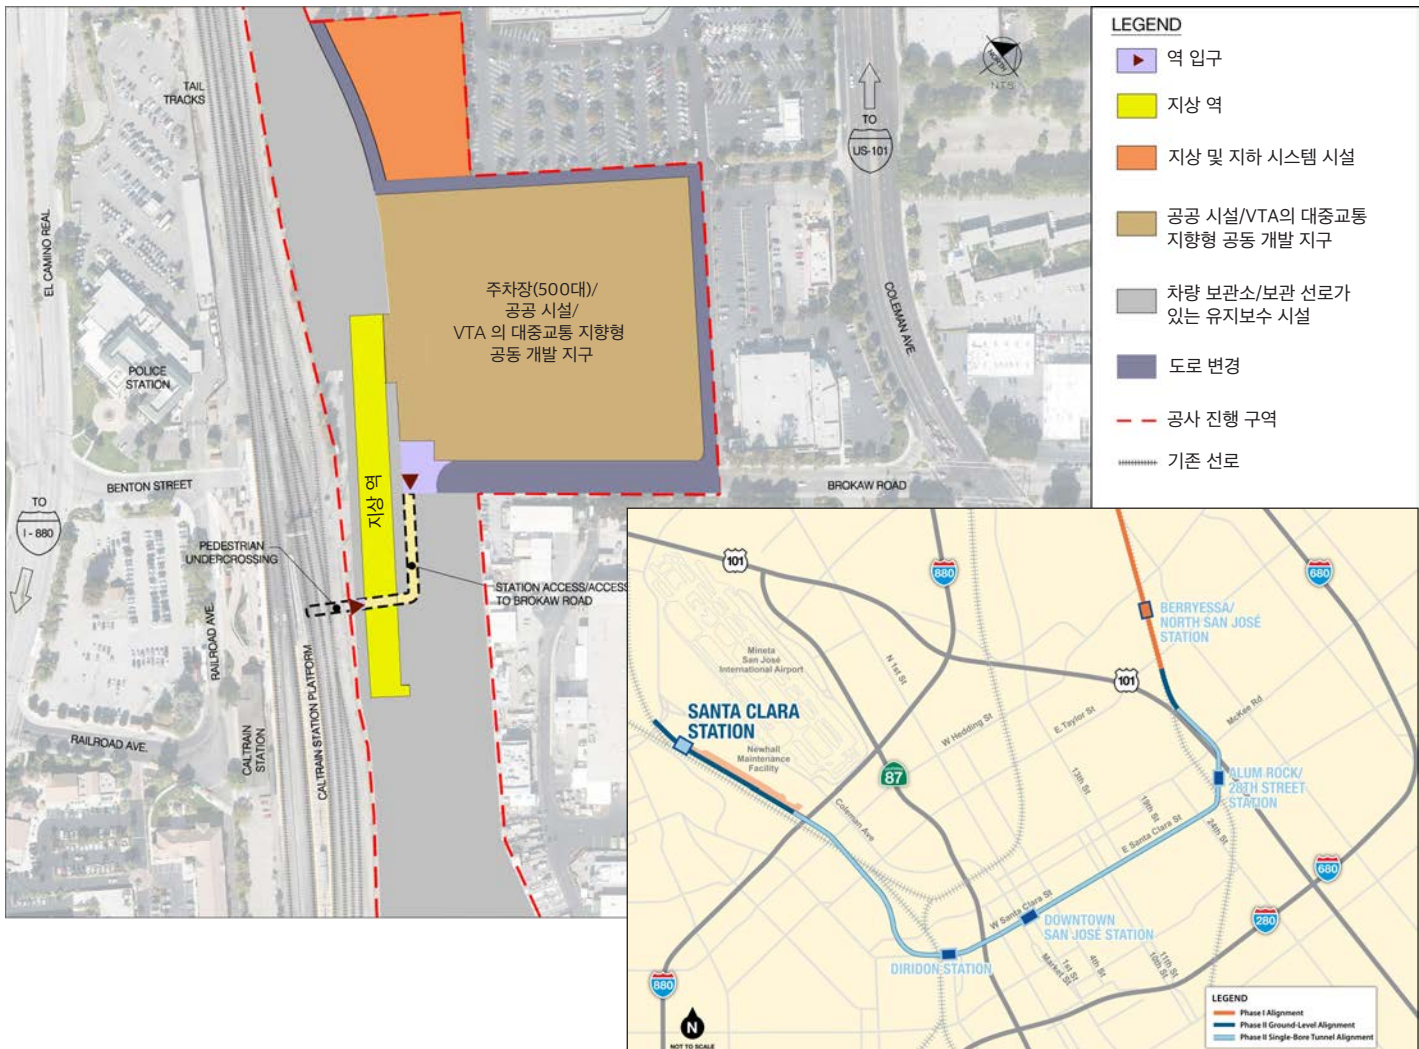 LEGEND
역 입구
지상 역
지상 및 지하 시스템 시설
공공 시설/VTA의 대중교통
지향형 공동 개발 지구
차량 보관소/보관 선로가
있는 유지보수 시설
도로 변경
공사 진행 구역
기존 선로
NORTH
N.T.S
TAIL
TRACKS
TO
US-101
EL CAMINO REAL
COLEMAN AVE
주차장(500대)/
공공 시설/
VTA 의 대중교통 지향형
공동 개발 지구
POLICE
STATION
지상 역
BENTON STREET
BROKAW ROAD
TO
I - 880
PEDESTRIAN
UNDERCROSSING
STATION ACCESS/ACCESS
TO BROKAW ROAD
RAILROAD AVE.
RAILROAD AVE.
CALTRAIN
STATION
CALTRAIN STATION PLATFORM
101
880
680
BERRYESSA/
NORTH SAN JOSÉ
STATION
Mineta
San José
International Airport
N 1st St
101
McKee Rd
SANTA CLARA
STATION
W Hedding St
E. Taylor St
Newhall
Maintenance
Facility
87
13th St
19th St
24th St
ALUM ROCK/
28TH STREET
STATION
Coleman Ave
E Santa Clara St
680
W Santa Clara St
DOWNTOWN
SAN JOSÉ STATION
280
DIRIDON STATION
Market St
1st St
4th St
10th St
11th St
880
N
NOT TO SCALE
LEGEND
Phase I Alignment
Phase II Ground-Level Alignment
Phase II Single-Bore Tunnel Alignment